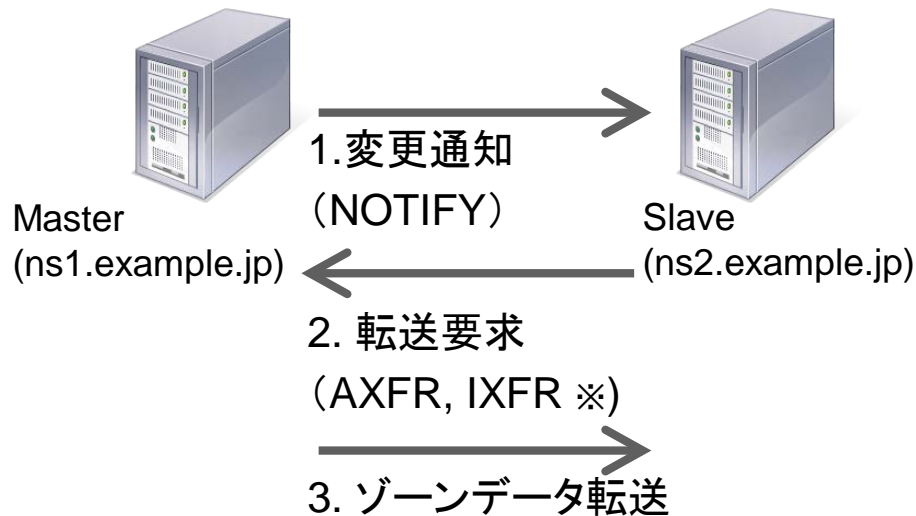 1.変更通知
（NOTIFY）
Master
(ns1.example.jp)
Slave
(ns2.example.jp)
2. 転送要求
（AXFR, IXFR ※)
3. ゾーンデータ転送